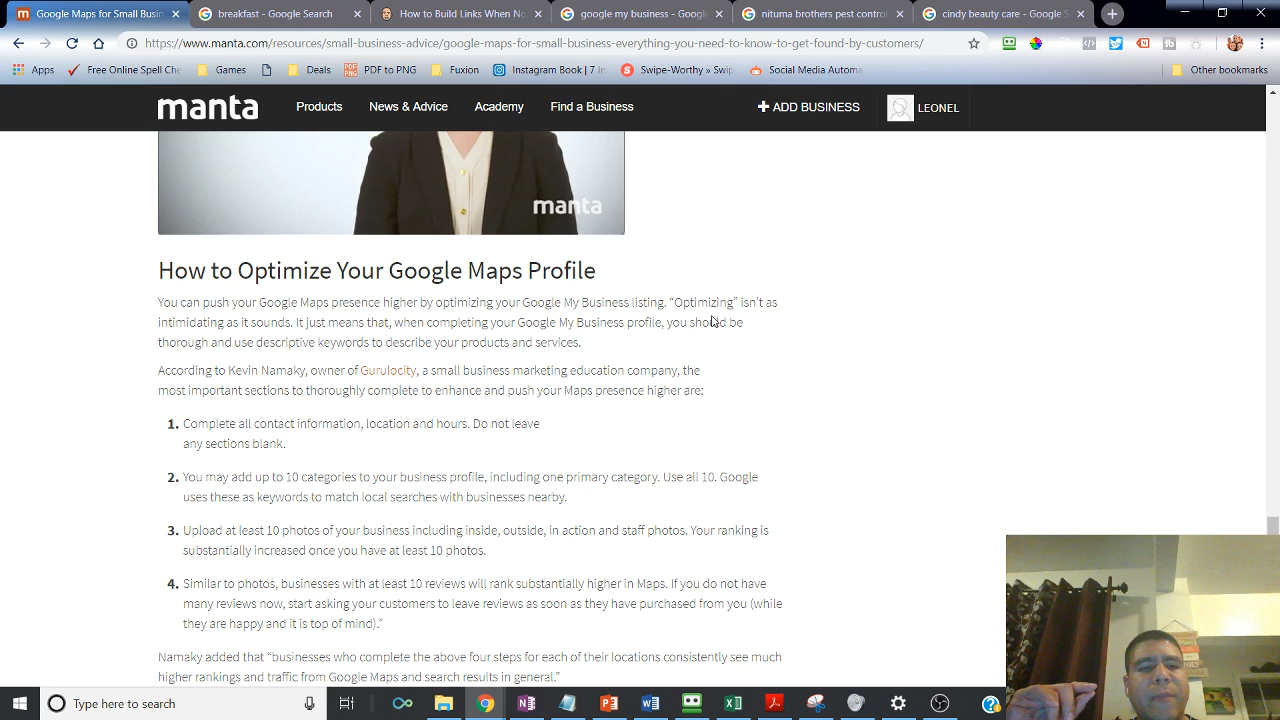 Google Maps for Small Busin
breakfast - Google Search
How to Build Links When No
google my business - Google
nituma brothers pest control
cindy beauty care - Google S
https://www.manta.com/resources/small-business-advice/google-maps-for-small-business-everything-you-need-to-know-to-get-found-by-customers/
Apps
Free Online Spell Che
Games
Deals
PDF to PNG
Fuxion
Instagram Book | 7 In
Swipe-Worthy » Swip
Social Media Automa
Other bookmarks
manta
Products
News & Advice
Academy
Find a Business
ADD BUSINESS
LEONEL
manta
How to Optimize Your Google Maps Profile
You can push your Google Maps presence higher by optimizing your Google My Business listing. “Optimizing” isn’t as
intimidating as it sounds. It just means that, when completing your Google My Business profile, you should be
thorough and use descriptive keywords to describe your products and services.
According to Kevin Namaky, owner of Gurulocity, a small business marketing education company, the
most important sections to thoroughly complete to enhance and push your Maps presence higher are:
1. Complete all contact information, location and hours. Do not leave
any sections blank.
2. You may add up to 10 categories to your business profile, including one primary category. Use all 10. Google
uses these as keywords to match local searches with businesses nearby.
3. Upload at least 10 photos of your business including inside, outside, in action and staff photos. Your ranking is
substantially increased once you have at least 10 photos.
4. Similar to photos, businesses with at least 10 reviews will rank substantially higher in Maps. If you do not have
many reviews now, start asking your customers to leave reviews as soon as they have purchased from you (while
they are happy and it is top of mind).”
Namaky added that “businesses who complete the above four steps for each of their locations consistently see much
higher rankings and traffic from Google Maps and search results in general.”
Type here to search